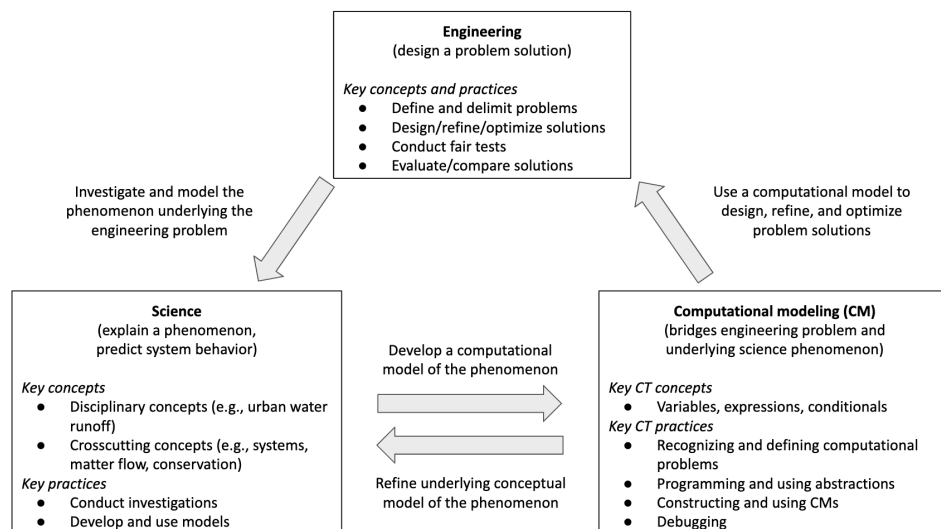 Engineering
(design a problem solution)
Key concepts and practices
● Define and delimit problems
● Design/refine/optimize solutions
● Conduct fair tests
● Evaluate/compare solutions
Investigate and model the
phenomenon underlying the
engineering problem
Use a computational model to
design, refine, and optimize
problem solutions
Science
(explain a phenomenon,
predict system behavior)
Key concepts
● Disciplinary concepts (e.g., urban water
runoff)
● Crosscutting concepts (e.g., systems,
matter flow, conservation)
Key practices
● Conduct investigations
● Develop and use models
Develop a computational
model of the phenomenon
Refine underlying conceptual
model of the phenomenon
Computational modeling (CM)
(bridges engineering problem and
underlying science phenomenon)
Key CT concepts
● Variables, expressions, conditionals
Key CT practices
● Recognizing and defining computational
problems
● Programming and using abstractions
● Constructing and using CMs
● Debugging